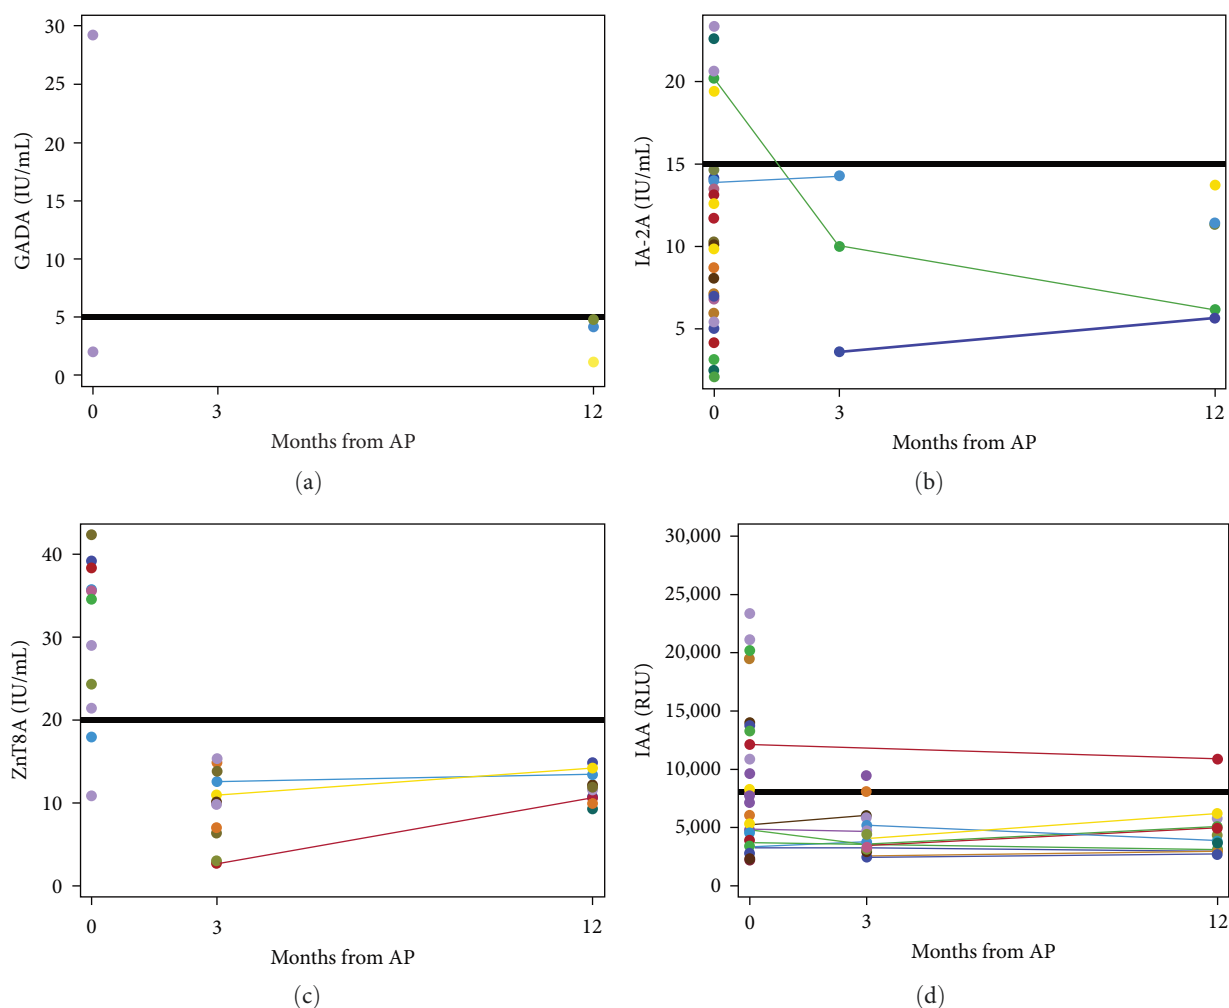 GADA (IU/mL)
30
25
20
15
10
5
0
0 3 12
Months from AP
(a)
IA-2A (IU/mL)
20
15
10
5
0 3 12
Months from AP
(b)
ZnT8A (IU/mL)
40
30
20
10
0
0 3 12
Months from AP
(c)
IAA (RLU)
30,000
25,000
20,000
15,000
10,000
5,000
0
0 3 12
Months from AP
(d)